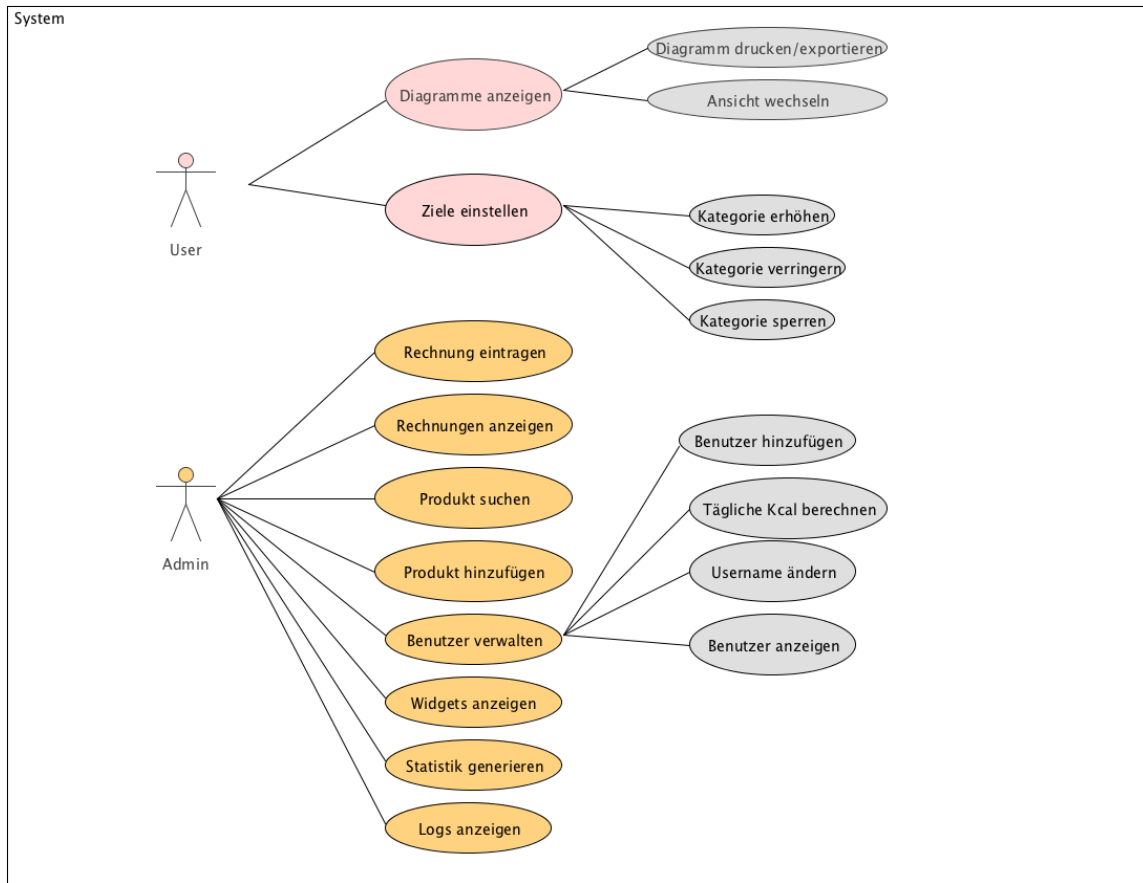 System
Diagramm drucken/exportieren
Diagramme anzeigen
Ansicht wechseln
User
Ziele einstellen
Kategorie erhöhen
Kategorie verringern
Kategorie sperren
Rechnung eintragen
Rechnungen anzeigen
Benutzer hinzufügen
Admin
Produkt suchen
Tägliche Kcal berechnen
Produkt hinzufügen
Username ändern
Benutzer verwalten
Benutzer anzeigen
Widgets anzeigen
Statistik generieren
Logs anzeigen